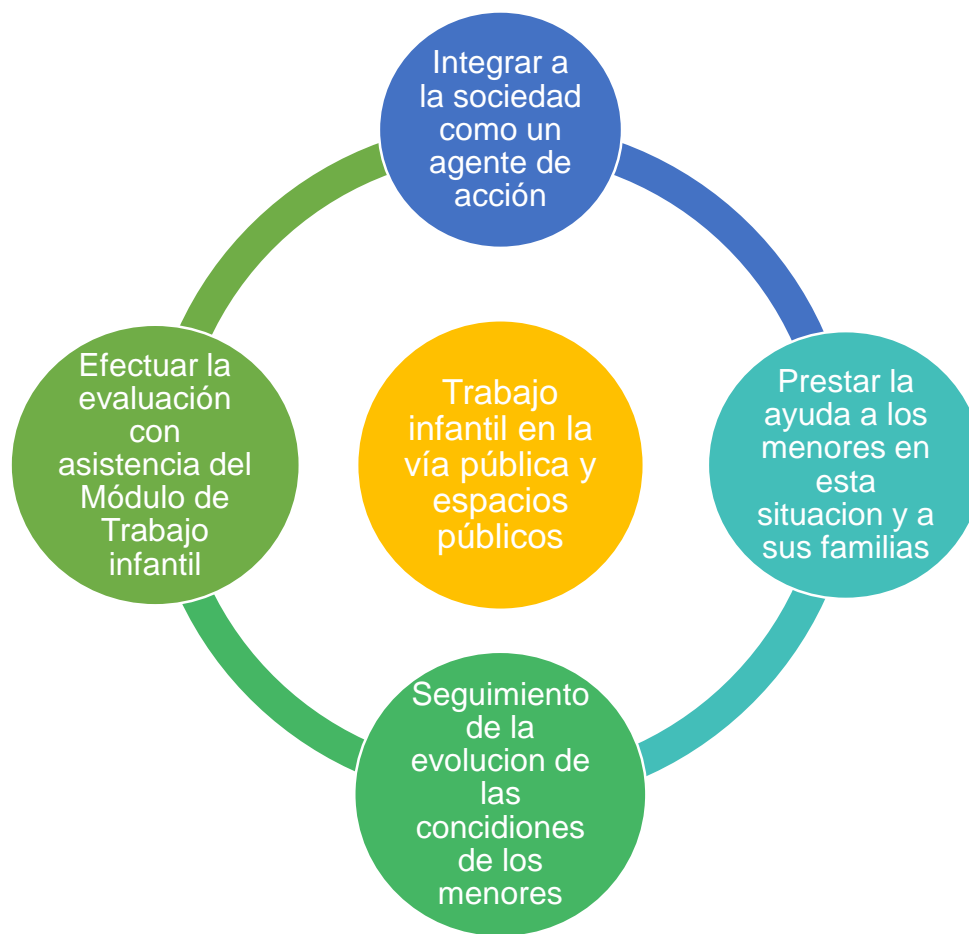 Integrar a
la sociedad
como un
agente de
acción
Efectuar la
evaluación
con
asistencia del
Módulo de
Trabajo
infantil
Trabajo
infantil en la
vía pública y
espacios
públicos
Prestar la
ayuda a los
menores en
esta
situacion y a
sus familias
Seguimiento
de la
evolucion de
las
concidiones
de los
menores